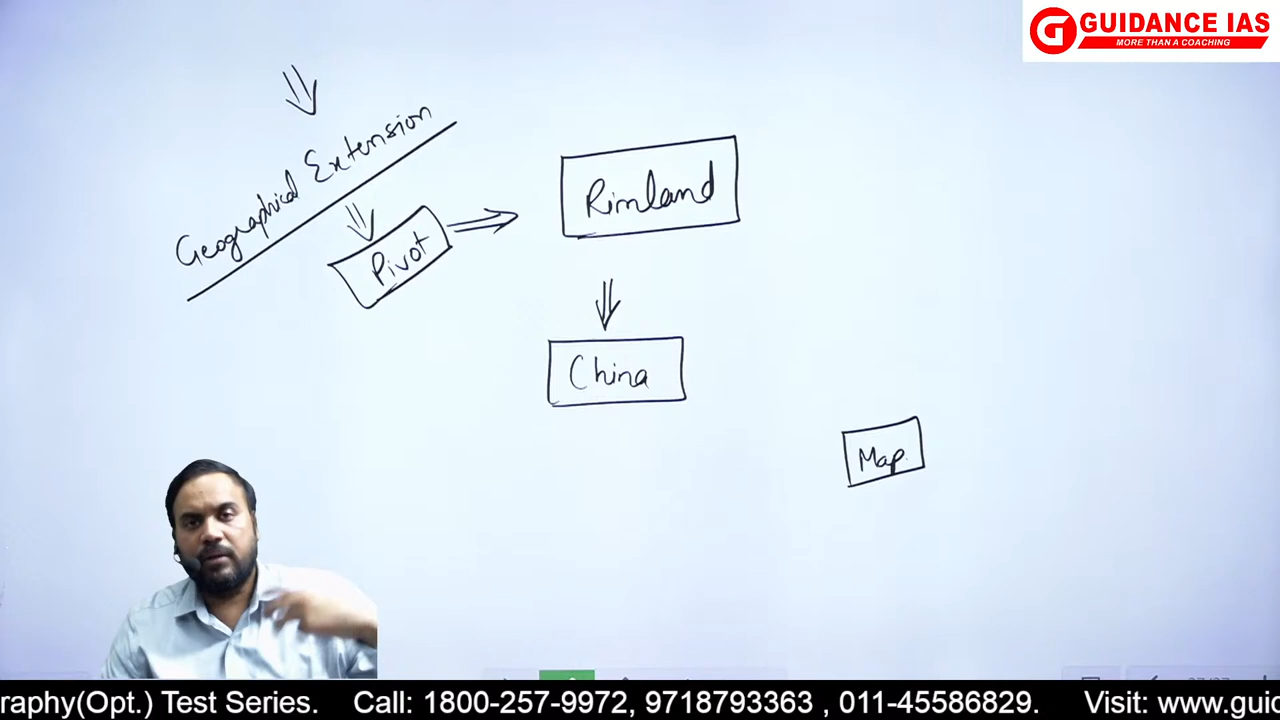 GUIDANCE IAS
MORE THAN A COACHING
Geographical Extension
Pivot
Rimland
China
Map.
graphy(Opt.) Test Series. Call: 1800-257-9972, 9718793363 , 011-45586829. Visit: www.guid